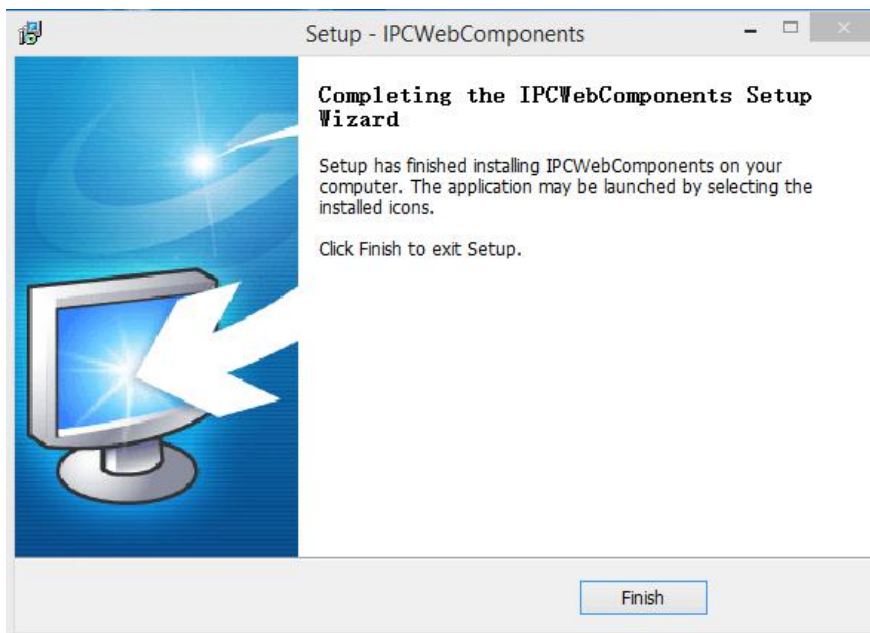 Setup - IPCWebComponents
Completing the IPCWebComponents Setup
Wizard
Setup has finished installing IPCWebComponents on your
computer. The application may be launched by selecting the
installed icons.
Click Finish to exit Setup.
Finish